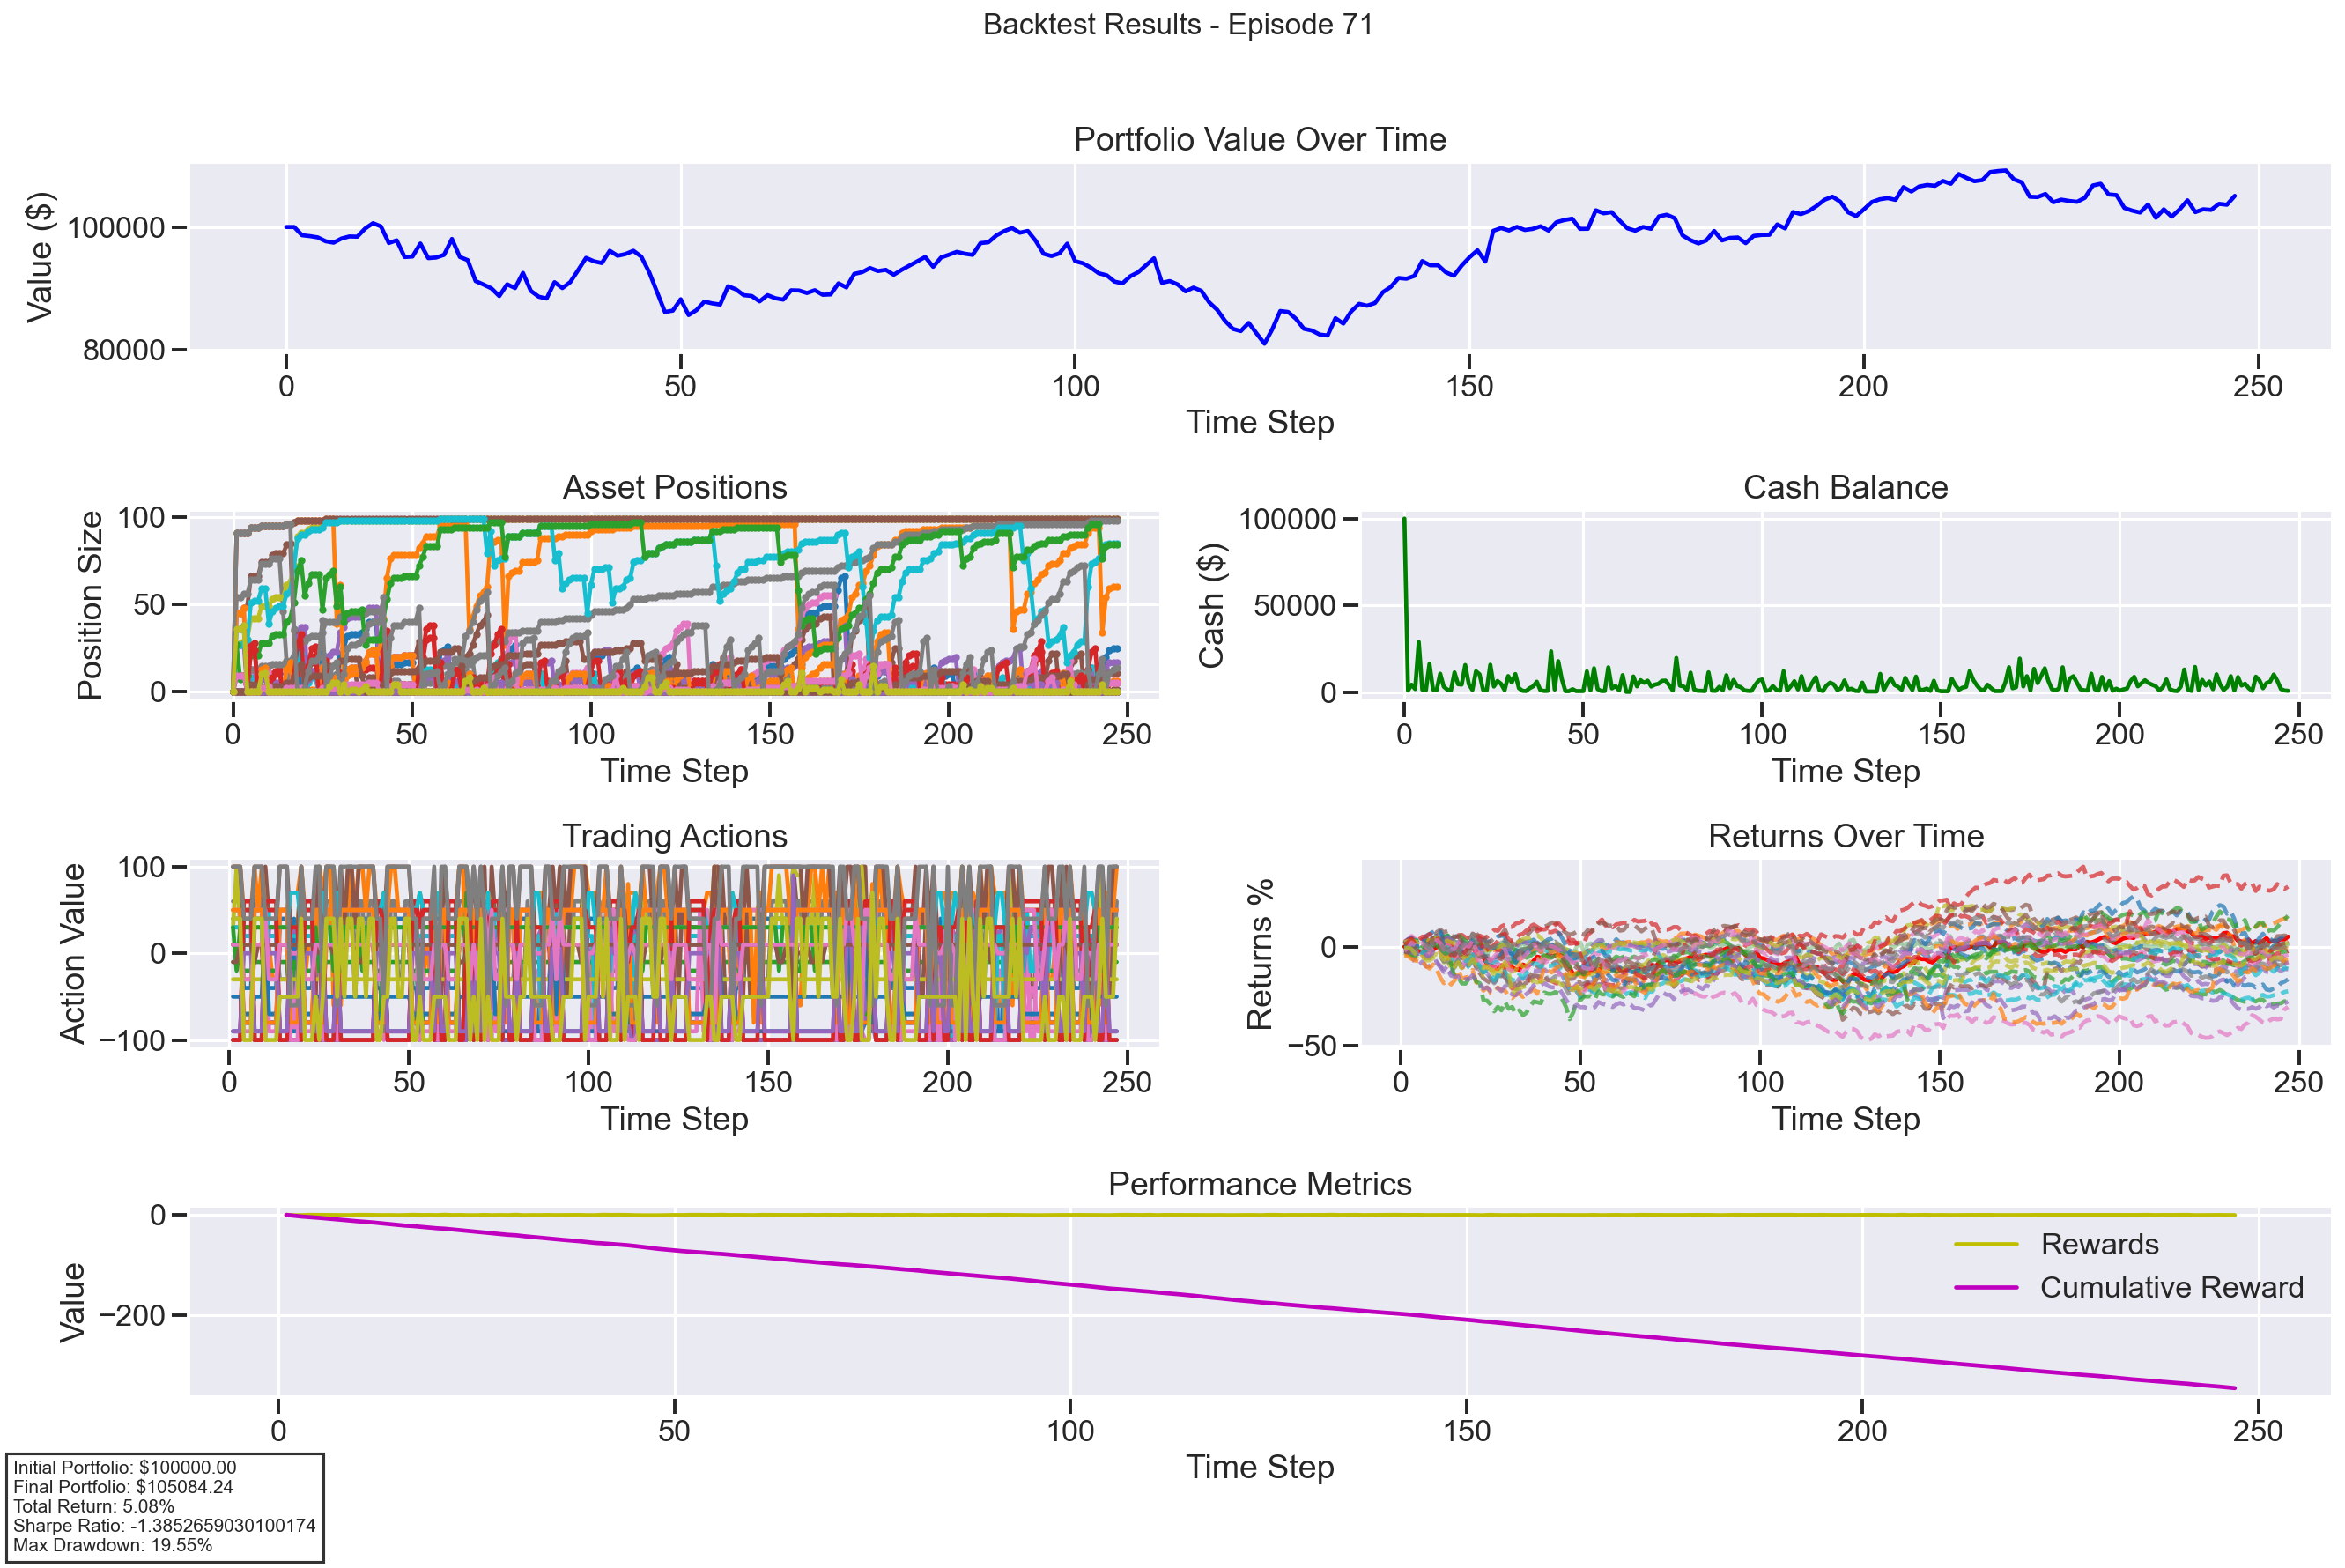 Backtest Results - Episode 71
Portfolio Value Over Time
Value ($)
100000
80000
0 50 100 150 200 250
Time Step
Asset Positions
Position Size
100
50
0
0 50 100 150 200 250
Time Step
Cash Balance
Cash ($)
100000
50000
0
0 50 100 150 200 250
Time Step
Trading Actions
Action Value
100
0
−100
0 50 100 150 200 250
Time Step
Returns Over Time
Returns %
0
−50
0 50 100 150 200 250
Time Step
Performance Metrics
Value
0
−200
Rewards
Cumulative Reward
0 50 100 150 200 250
Time Step
Initial Portfolio: $100000.00
Final Portfolio: $105084.24
Total Return: 5.08%
Sharpe Ratio: -1.3852659030100174
Max Drawdown: 19.55%